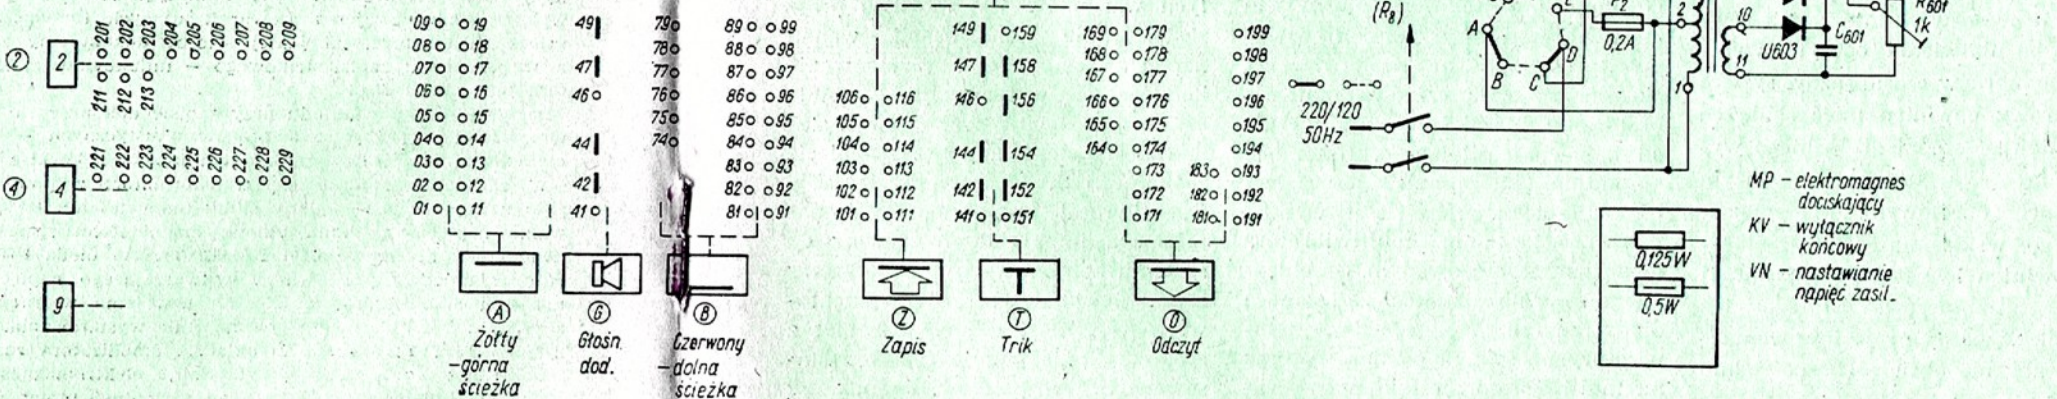 2 2
201 202 203 204 205 206 207 208 209
211 212 213
4 4
221 222 223 224 225 226 227 228 229
9
09 19
08 18
07 17
06 16
05 15
04 14
03 13
02 12
01 11
A
Żółty
-górna
ścieżka
49
47
46
44
42
41
G
Głośn.
dod.
79 89 99
78 88 98
77 87 97
76 86 96
75 85 95
74 84 94
83 93
82 92
81 91
B
Czerwony
-dolna
ścieżka
106 116
105 115
104 114
103 113
102 112
101 111
Z
Zapis
149 159
147 158
146 156
144 154
142 152
141 151
T
Trik
169 179 199
168 178 198
167 177 197
166 176 196
165 175 195
164 174 194
173 183 193
172 182 192
171 181 191
O
Odczyt
(R8)
220/120
50Hz
A
B
C
D
0,2A
2
1
10
11
U603
C601
R601
1k
0,125W
0,5W
MP - elektromagnes
dociskający
KV - wyłącznik
końcowy
VN - nastawianie
napięć zasil.